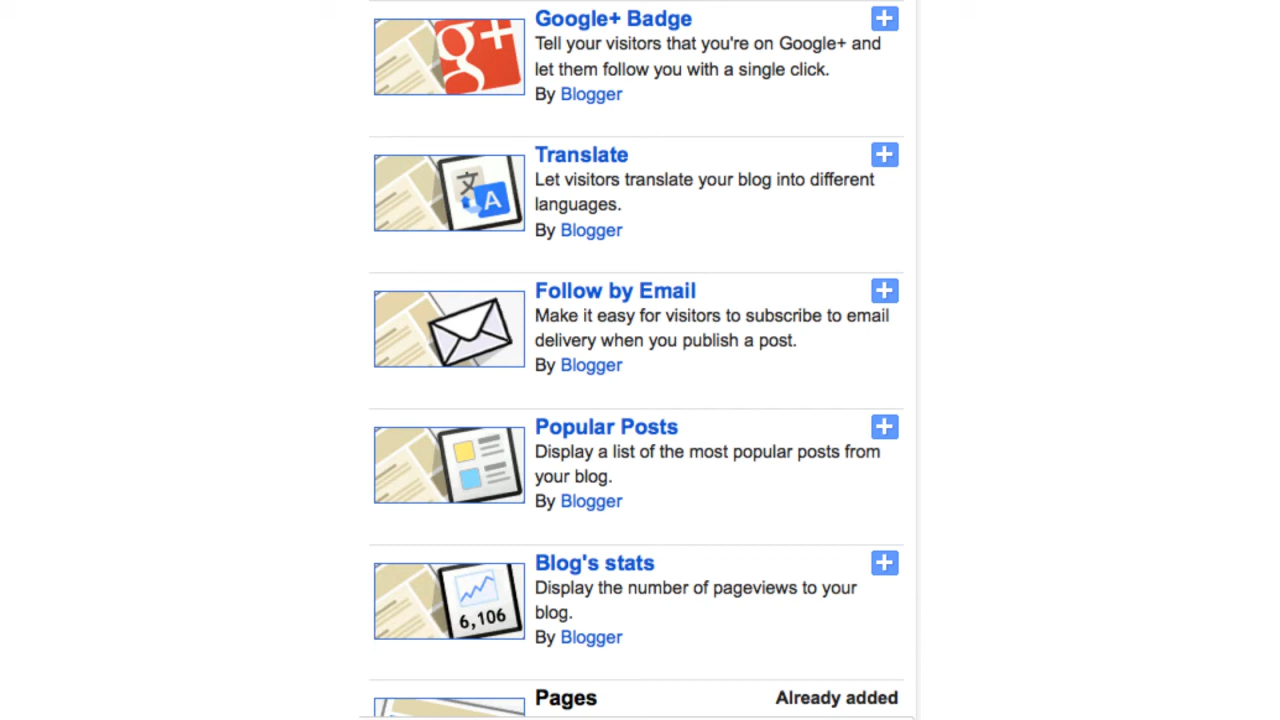 Google+ Badge
Tell your visitors that you're on Google+ and
let them follow you with a single click.
By Blogger
Translate
Let visitors translate your blog into different
languages.
By Blogger
Follow by Email
Make it easy for visitors to subscribe to email
delivery when you publish a post.
By Blogger
Popular Posts
Display a list of the most popular posts from
your blog.
By Blogger
Blog's stats
Display the number of pageviews to your
blog.
By Blogger
6,106
Pages Already added
g+
文
A